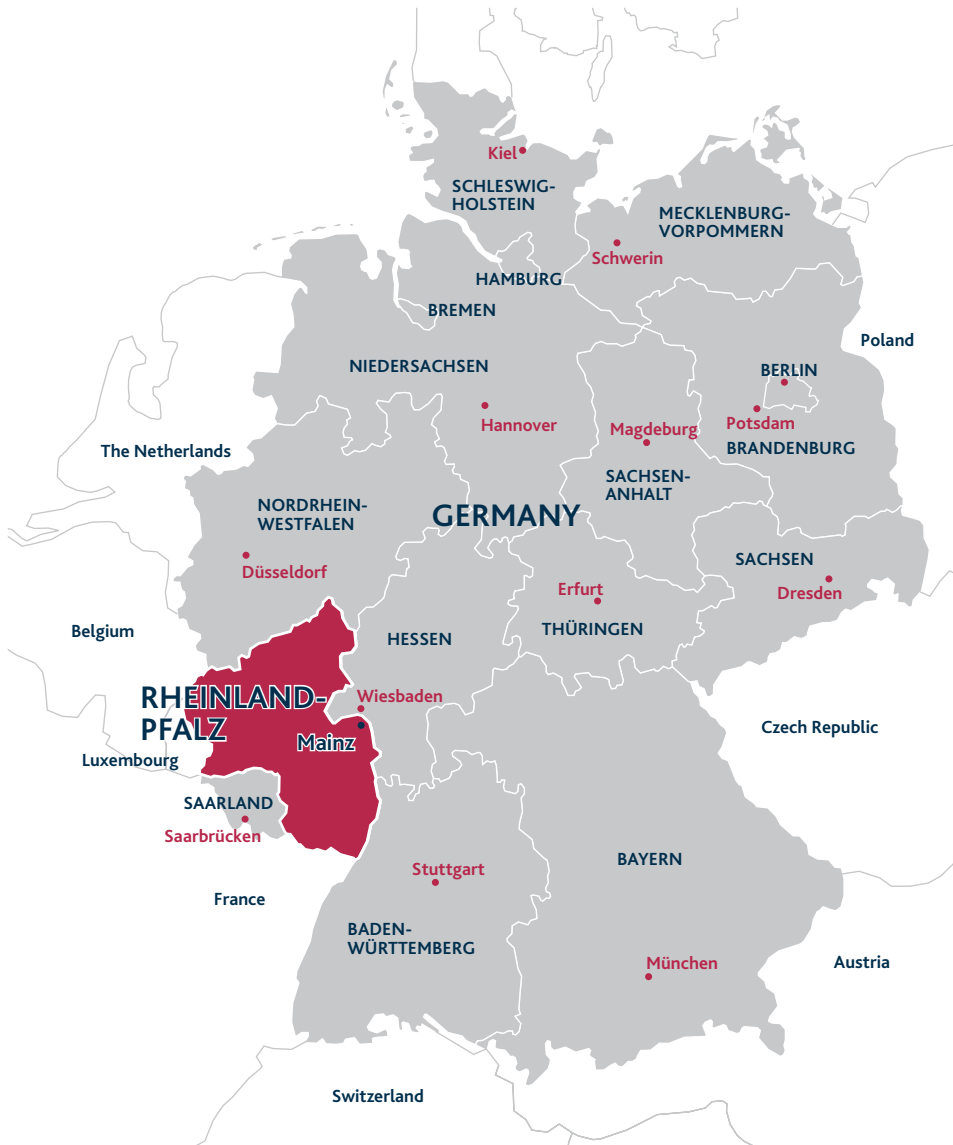 Kiel
SCHLESWIG-
HOLSTEIN
MECKLENBURG-
VORPOMMERN
Schwerin
HAMBURG
BREMEN
Poland
NIEDERSACHSEN
BERLIN
Hannover
Magdeburg
Potsdam
BRANDENBURG
The Netherlands
SACHSEN-
ANHALT
NORDRHEIN-
WESTFALEN
GERMANY
SACHSEN
Düsseldorf
Erfurt
Dresden
Belgium
THÜRINGEN
HESSEN
RHEINLAND-
PFALZ
Wiesbaden
Mainz
Czech Republic
Luxembourg
SAARLAND
Saarbrücken
BAYERN
Stuttgart
France
BADEN-
WÜRTTEMBERG
München
Austria
Switzerland